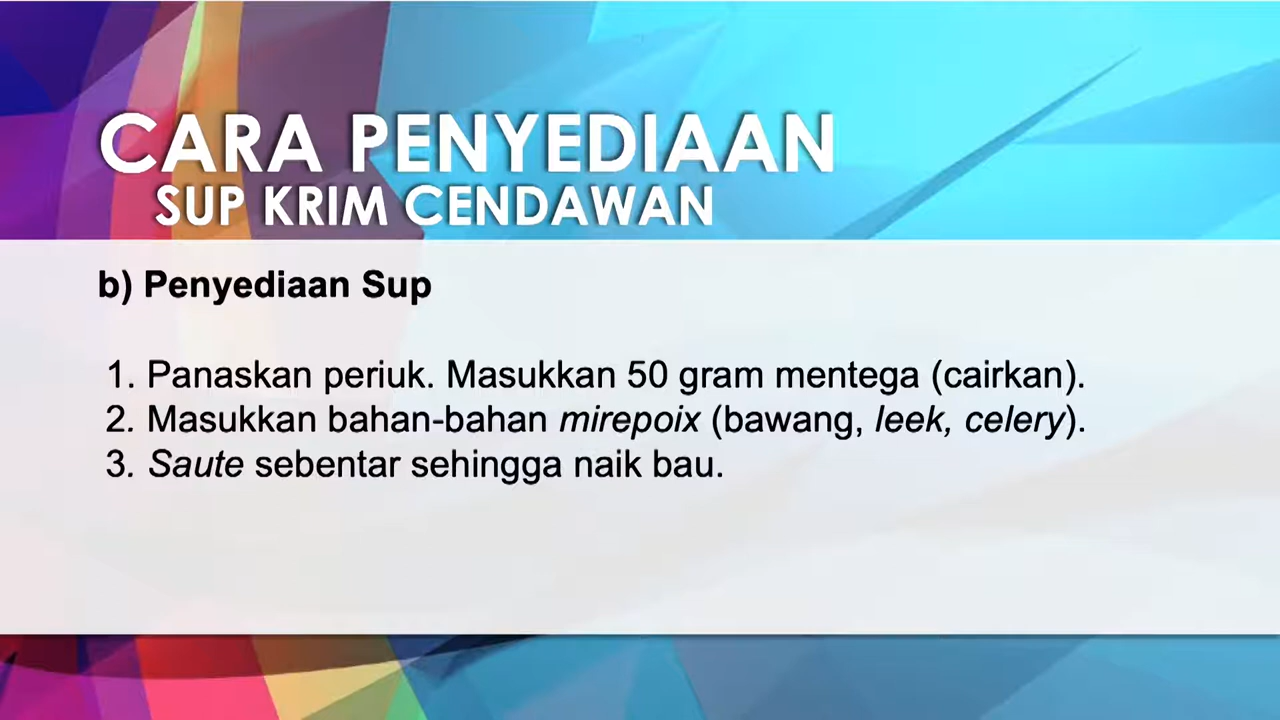 CARA PENYEDIAAN
SUP KRIM CENDAWAN
b) Penyediaan Sup
1. Panaskan periuk. Masukkan 50 gram mentega (cairkan).
2. Masukkan bahan-bahan mirepoix (bawang, leek, celery).
3. Saute sebentar sehingga naik bau.